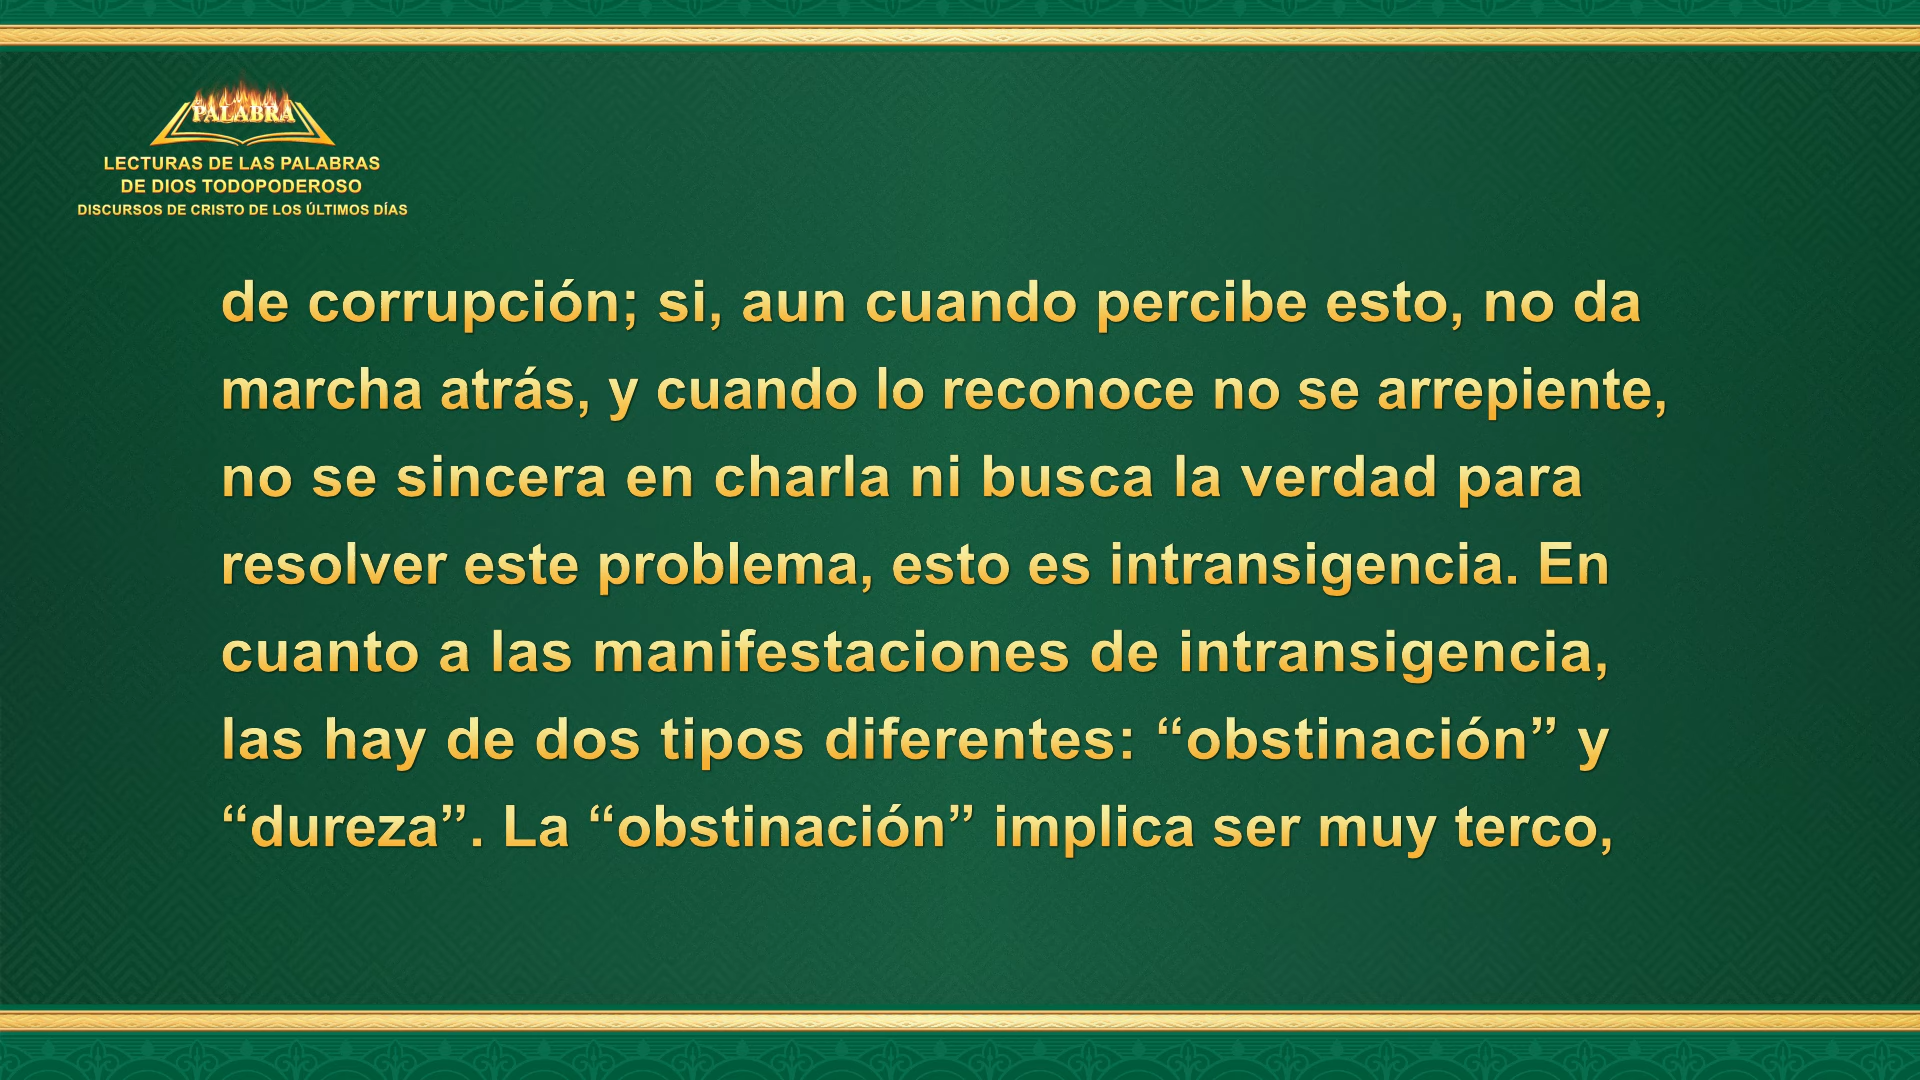 PALABRA
LECTURAS DE LAS PALABRAS
DE DIOS TODOPODEROSO
DISCURSOS DE CRISTO DE LOS ÚLTIMOS DÍAS
de corrupción; si, aun cuando percibe esto, no da
marcha atrás, y cuando lo reconoce no se arrepiente,
no se sincera en charla ni busca la verdad para
resolver este problema, esto es intransigencia. En
cuanto a las manifestaciones de intransigencia,
las hay de dos tipos diferentes: “obstinación” y
“dureza”. La “obstinación” implica ser muy terco,